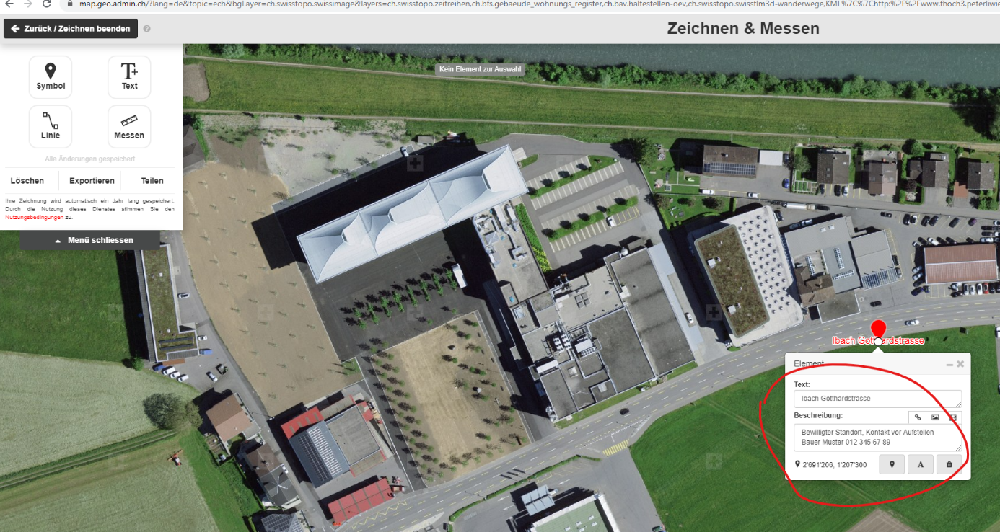 map.geo.admin.ch/?lang=de&topic=ech&bgLayer=ch.swisstopo.swissimage&layers=ch.swisstopo.zeitreihen,ch.bfs.gebaeude_wohnungs_register,ch.bav.haltestellen-oev,ch.swisstopo.swisstlm3d-wanderwege,KML%7C%7Chttp:%2F%2Fwww.fhoch3.peterliwie
Zurück / Zeichnen beenden
Zeichnen & Messen
Kein Element zur Auswahl
Symbol
Text
Linie
Messen
Alle Änderungen gespeichert
Löschen Exportieren Teilen
Ihre Zeichnung wird automatisch ein Jahr lang gespeichert.
Durch die Nutzung dieses Dienstes stimmen Sie den
Nutzungsbedingungen zu.
Menü schliessen
Ibach Gotthardstrasse
Element
Text:
Ibach Gotthardstrasse
Beschreibung:
Bewilligter Standort, Kontakt vor Aufstellen
Bauer Muster 012 345 67 89
2'691'206, 1'207'300
A